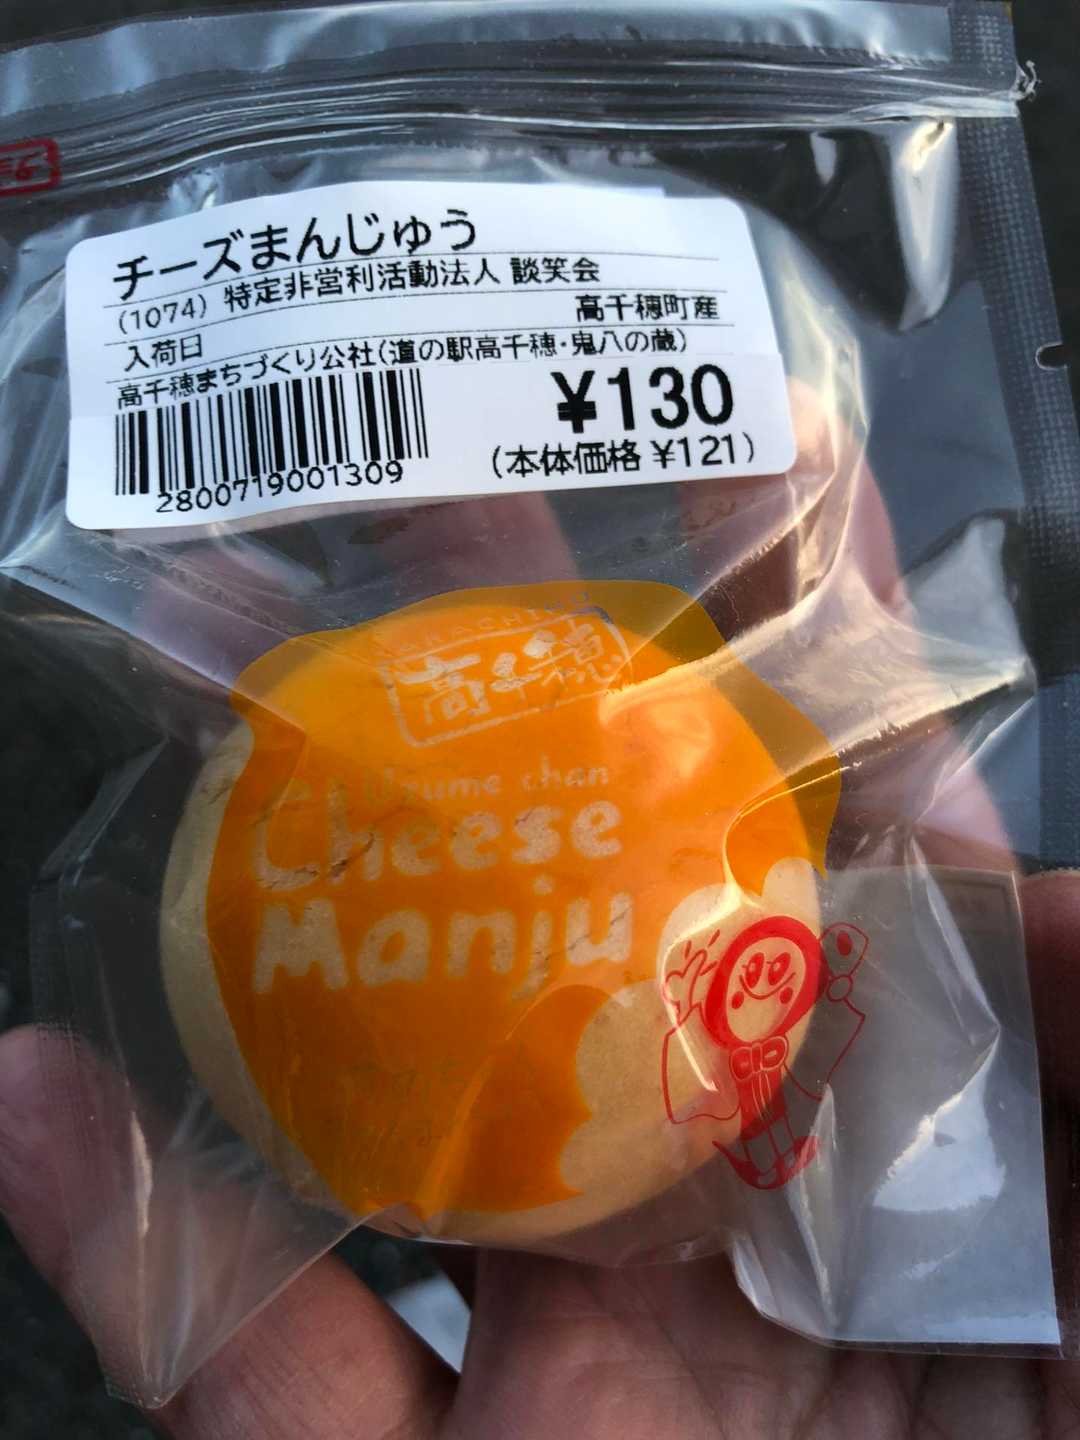 チーズまんじゅう
(1074) 特定非営利活動法人 談笑会
高千穂町産
入荷日
高千穂まちづくり公社(道の駅高千穂・鬼八の蔵)
¥130
(本体価格 ¥121)
2800719001309
TAKACHIHO
高千穂
Uzume chan
Cheese
Manju